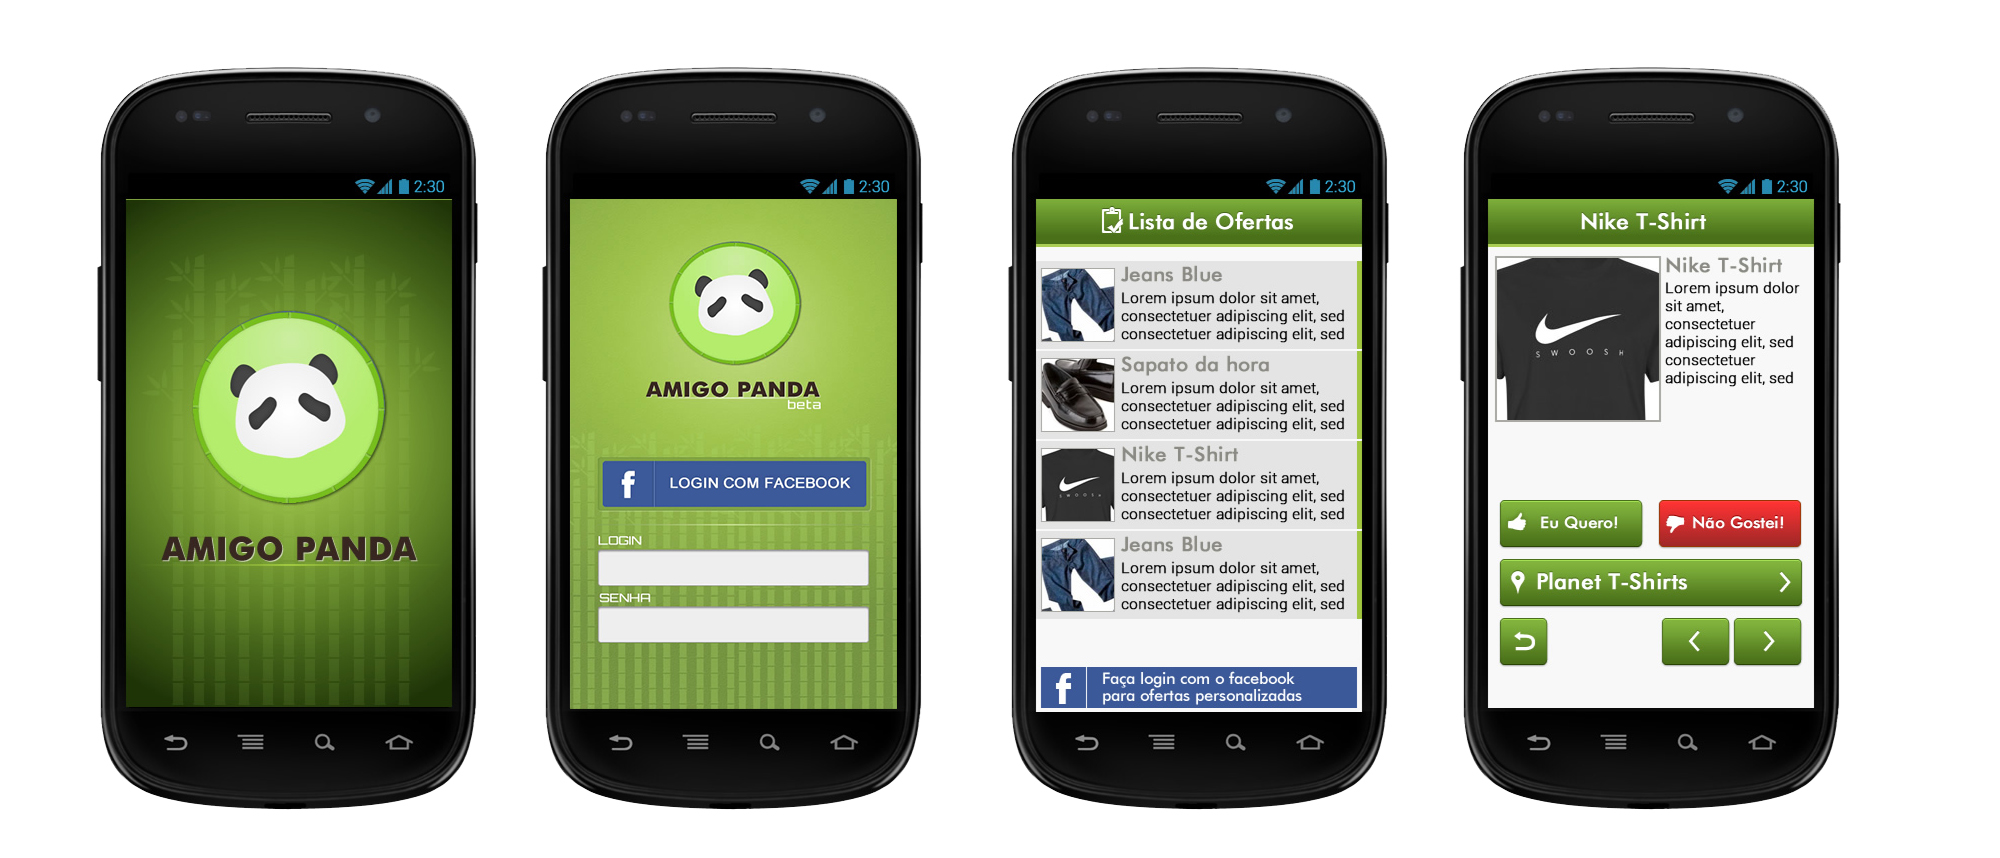 2:30
AMIGO PANDA
2:30
AMIGO PANDA
beta
LOGIN COM FACEBOOK
LOGIN
SENHA
2:30
Lista de Ofertas
Jeans Blue
Lorem ipsum dolor sit amet,
consectetuer adipiscing elit, sed
consectetuer adipiscing elit, sed
Sapato da hora
Lorem ipsum dolor sit amet,
consectetuer adipiscing elit, sed
consectetuer adipiscing elit, sed
Nike T-Shirt
Lorem ipsum dolor sit amet,
consectetuer adipiscing elit, sed
consectetuer adipiscing elit, sed
SWOOSH
Jeans Blue
Lorem ipsum dolor sit amet,
consectetuer adipiscing elit, sed
consectetuer adipiscing elit, sed
Faça login com o facebook
para ofertas personalizadas
2:30
Nike T-Shirt
SWOOSH
Nike T-Shirt
Lorem ipsum dolor
sit amet,
consectetuer
adipiscing elit, sed
consectetuer
adipiscing elit, sed
Eu Quero!
Não Gostei!
Planet T-Shirts